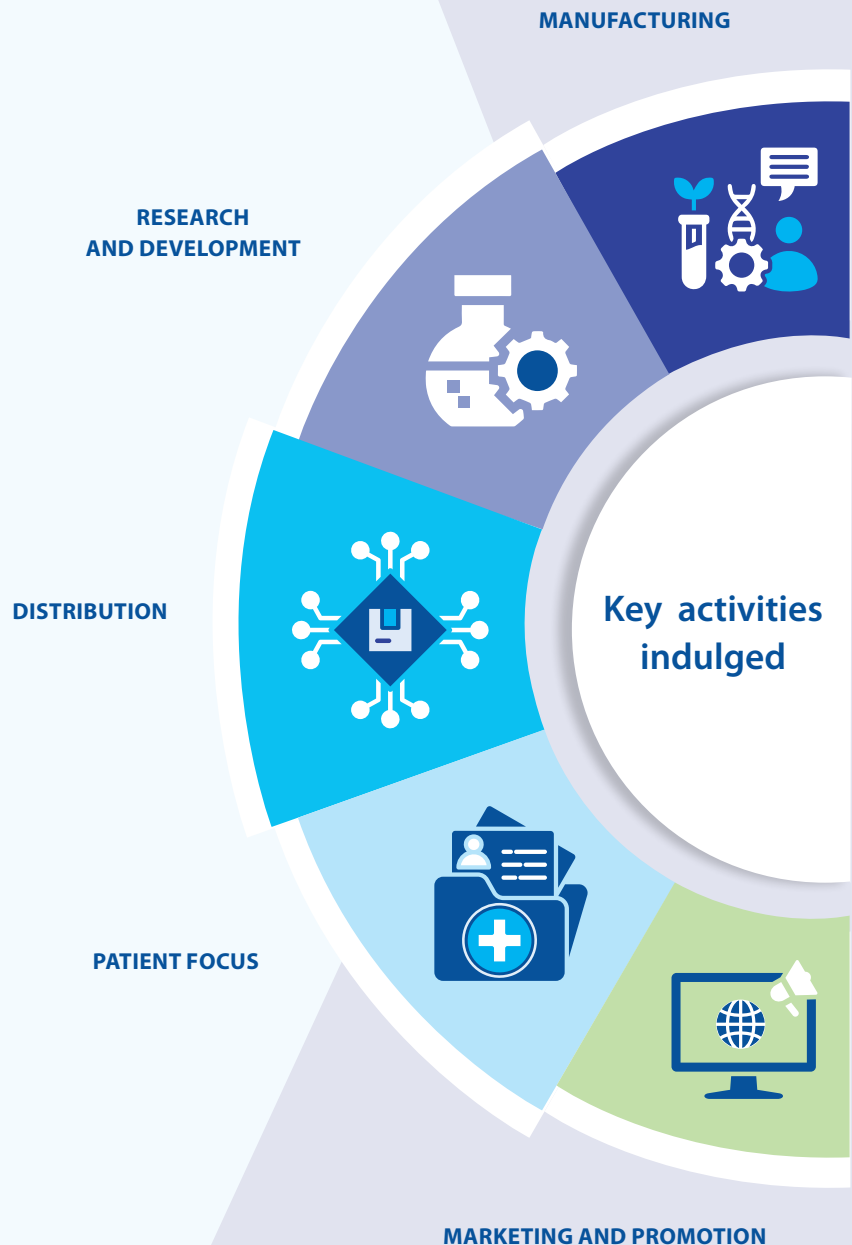 MANUFACTURING
RESEARCH
AND DEVELOPMENT
DISTRIBUTION
Key activities
indulged
PATIENT FOCUS
MARKETING AND PROMOTION